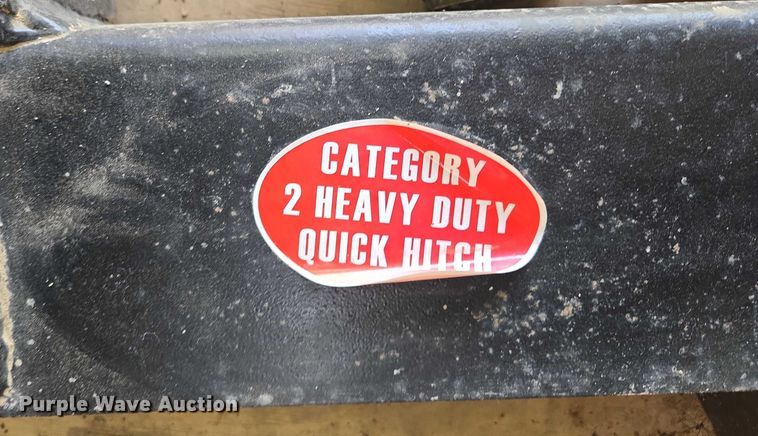 CATEGORY
2 HEAVY DUTY
QUICK HITCH
Purple Wave Auction